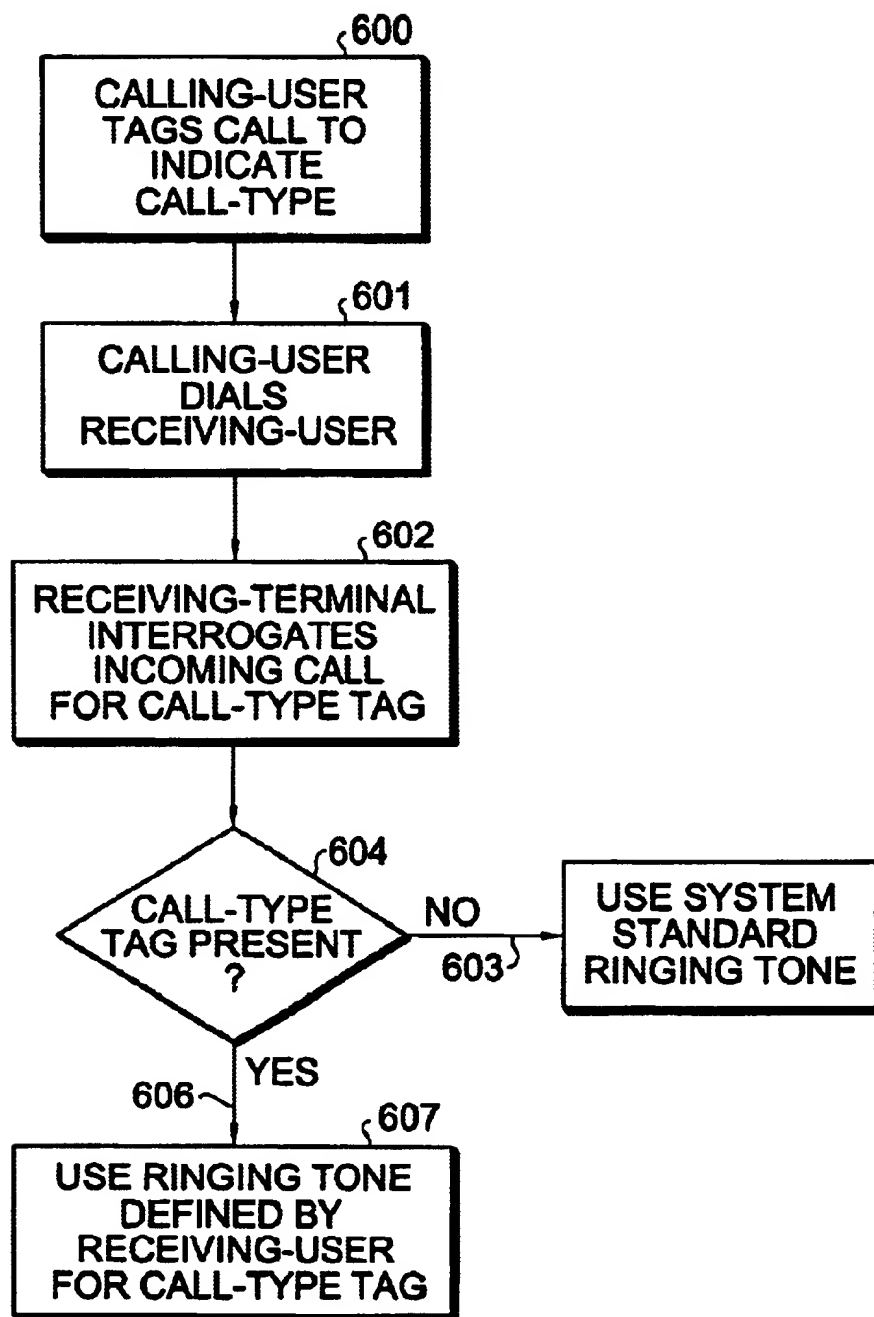 600
CALLING-USER
TAGS CALL TO
INDICATE
CALL-TYPE
601
CALLING-USER
DIALS
RECEIVING-USER
602
RECEIVING-TERMINAL
INTERROGATES
INCOMING CALL
FOR CALL-TYPE TAG
604
CALL-TYPE
TAG PRESENT
?
NO
603
USE SYSTEM
STANDARD
RINGING TONE
YES
606
607
USE RINGING TONE
DEFINED BY
RECEIVING-USER
FOR CALL-TYPE TAG